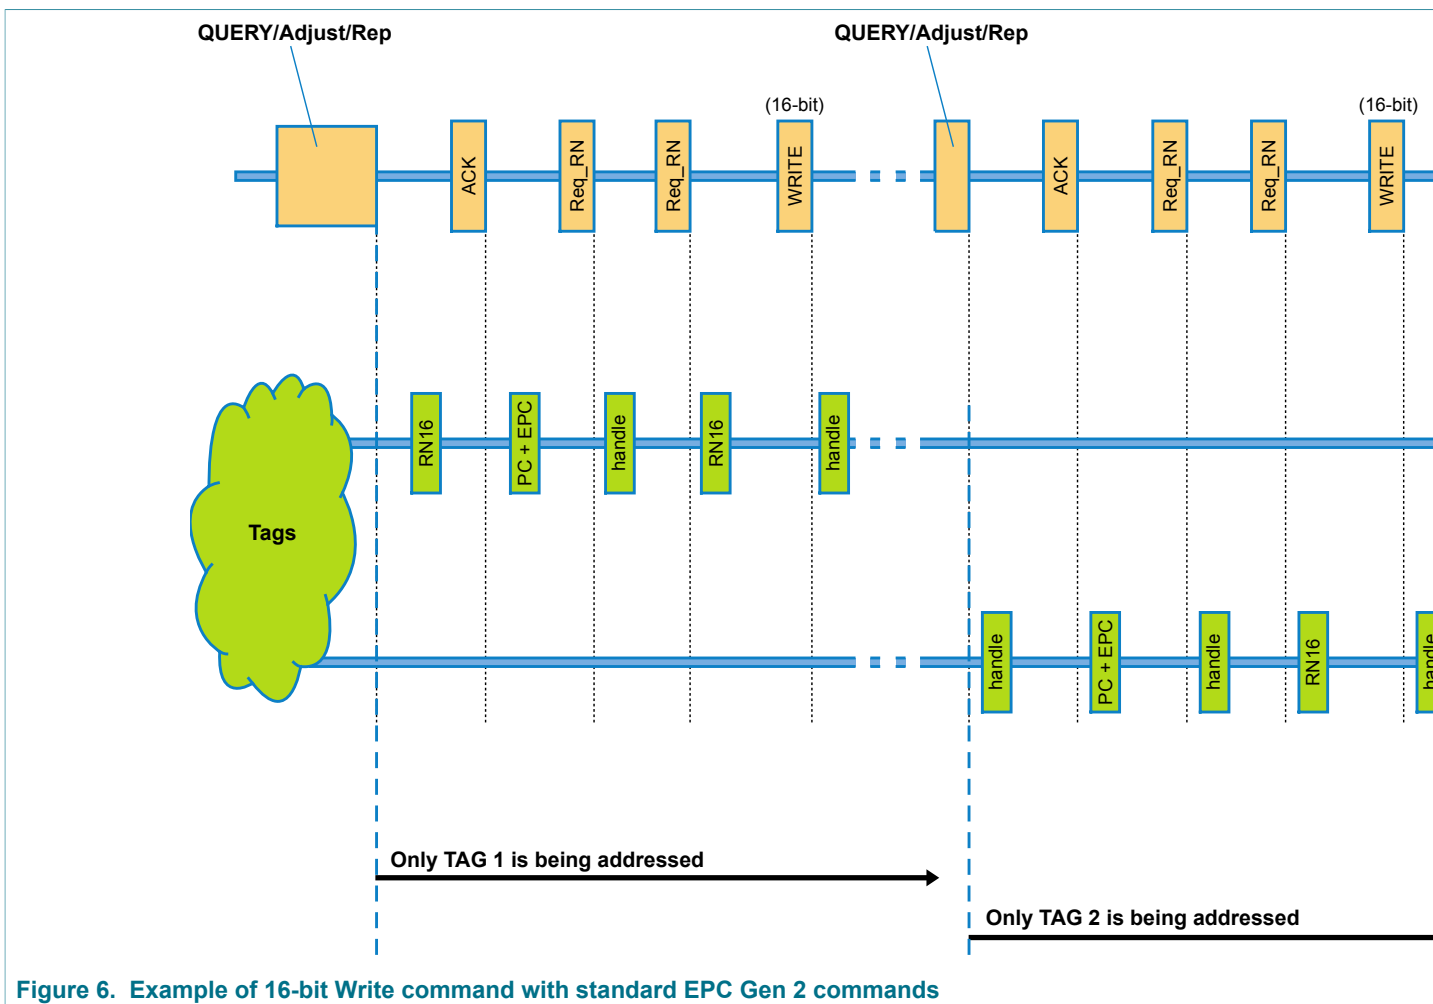 QUERY/Adjust/Rep
QUERY/Adjust/Rep
(16-bit)
(16-bit)
ACK
Req_RN
Req_RN
WRITE
ACK
Req_RN
Req_RN
WRITE
RN16
PC + EPC
handle
RN16
handle
Tags
handle
PC + EPC
handle
RN16
handle
Only TAG 1 is being addressed
Only TAG 2 is being addressed
Figure 6. Example of 16-bit Write command with standard EPC Gen 2 commands